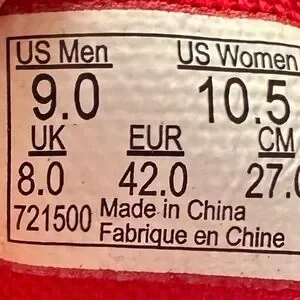 US Men US Women
9.0 10.5
UK EUR CM
8.0 42.0 27.0
721500 Made in China
Fabrique en Chine